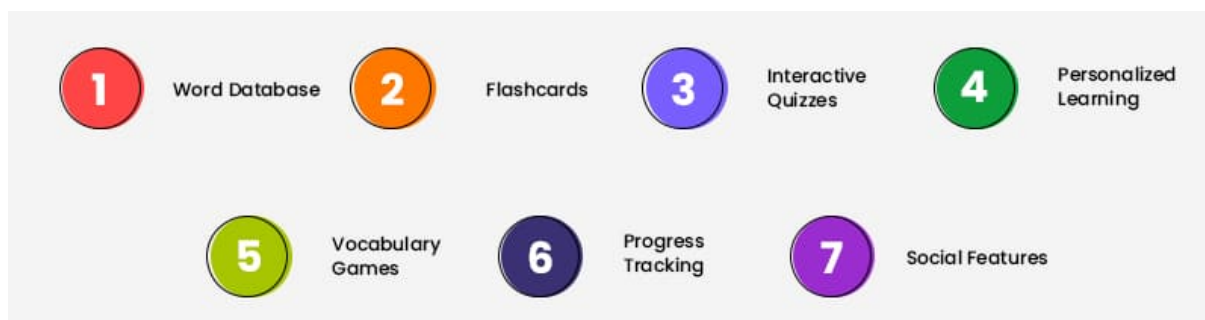 1
Word Database
2
Flashcards
3
Interactive
Quizzes
4
Personalized
Learning
5
Vocabulary
Games
6
Progress
Tracking
7
Social Features